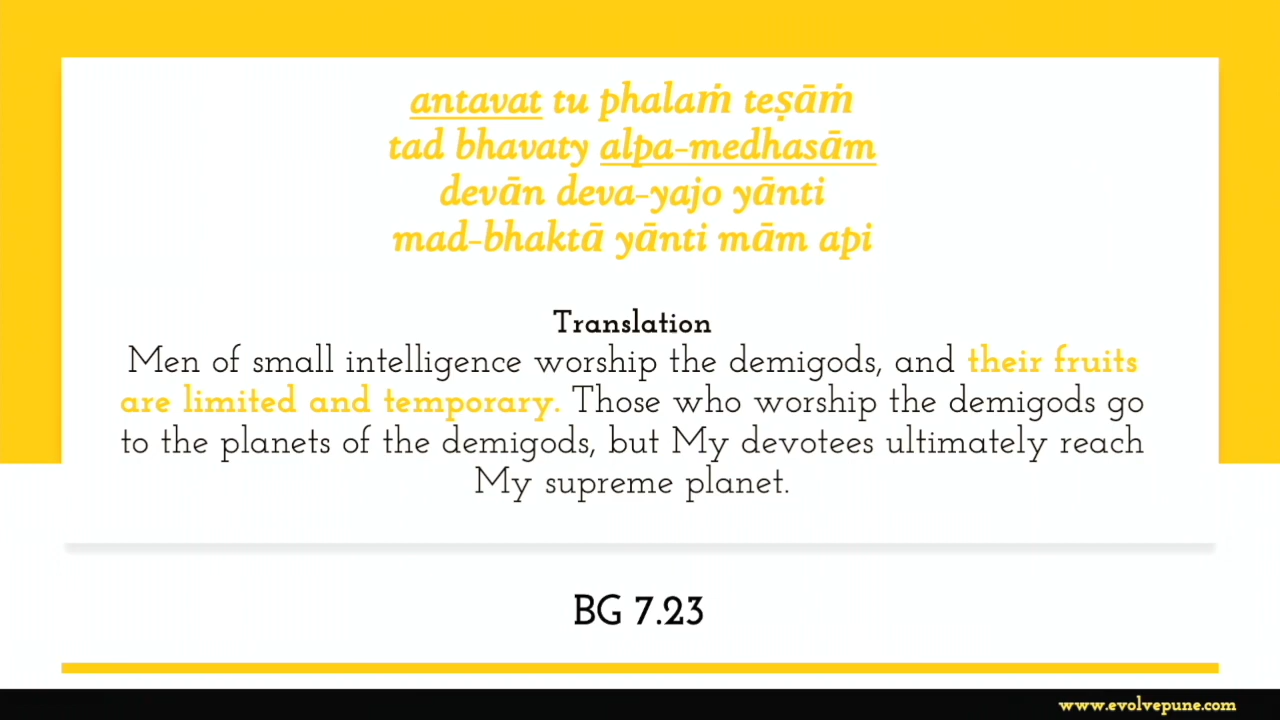 antavat tu phalaṁ teṣāṁ
tad bhavaty alpa-medhasām
devān deva-yajo yānti
mad-bhaktā yānti mām api
Translation
Men of small intelligence worship the demigods, and their fruits
are limited and temporary. Those who worship the demigods go
to the planets of the demigods, but My devotees ultimately reach
My supreme planet.
BG 7.23
www.evolvepune.com